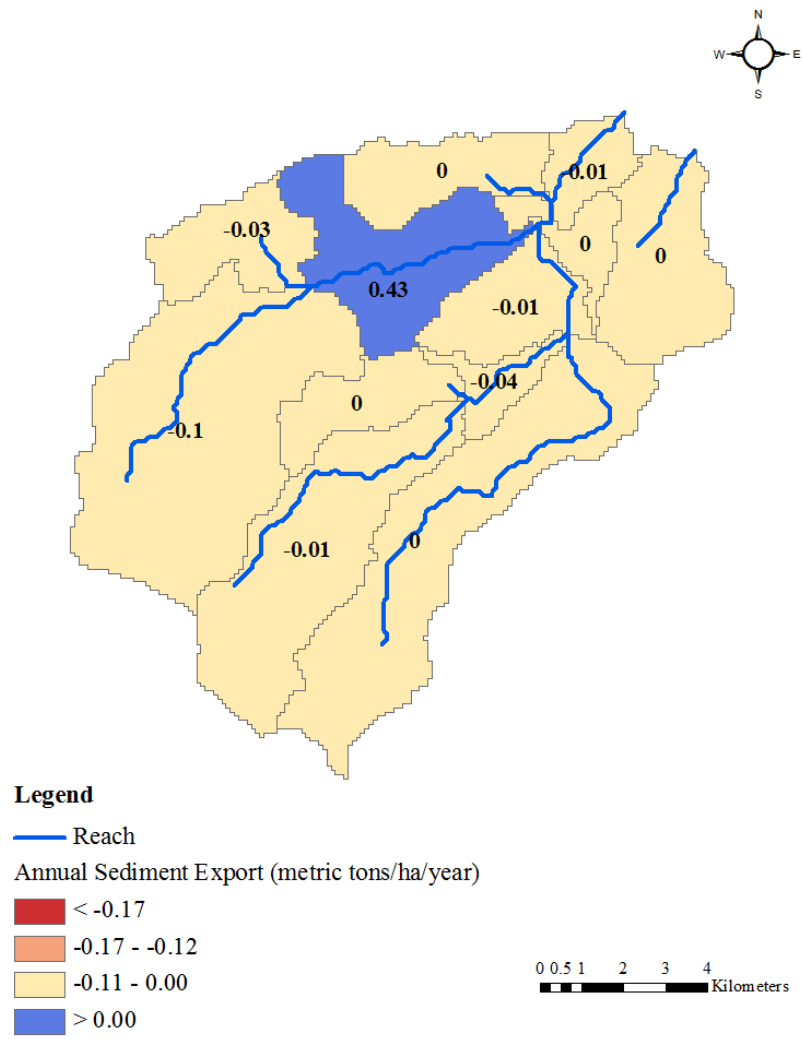 N
W E
S
0
0.01
-0.03
0
0
0.43
-0.01
-0.04
0
-0.1
-0.01
0
Legend
Reach
Annual Sediment Export (metric tons/ha/year)
< -0.17
-0.17 - -0.12
-0.11 - 0.00
> 0.00
0 0.5 1 2 3 4
Kilometers